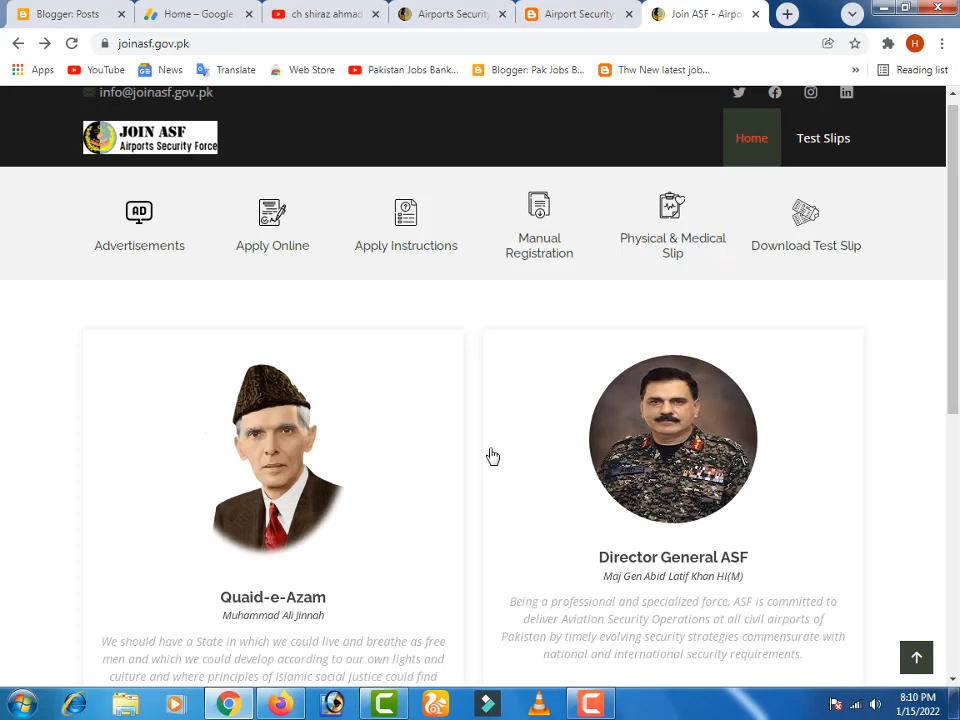 Blogger: Posts
Home – Google
ch shiraz ahmad
Airports Security
Airport Security
Join ASF - Airpo
joinasf.gov.pk
H
Apps
YouTube
News
Translate
Web Store
Pakistan Jobs Bank...
Blogger: Pak Jobs B...
Thw New latest job...
»
Reading list
info@joinasf.gov.pk
JOIN ASF
Airports Security Force
Home
Test Slips
AD
Advertisements
Apply Online
Apply Instructions
Manual
Registration
Physical & Medical
Slip
Download Test Slip
Quaid-e-Azam
Muhammad Ali Jinnah
We should have a State in which we could live and breathe as free
men and which we could develop according to our own lights and
culture and where principles of Islamic social justice could find
Director General ASF
Maj Gen Abid Latif Khan HI(M)
Being a professional and specialized force, ASF is committed to
deliver Aviation Security Operations at all civil airports of
Pakistan by timely evolving security strategies commensurate with
national and international security requirements.
8:10 PM
1/15/2022